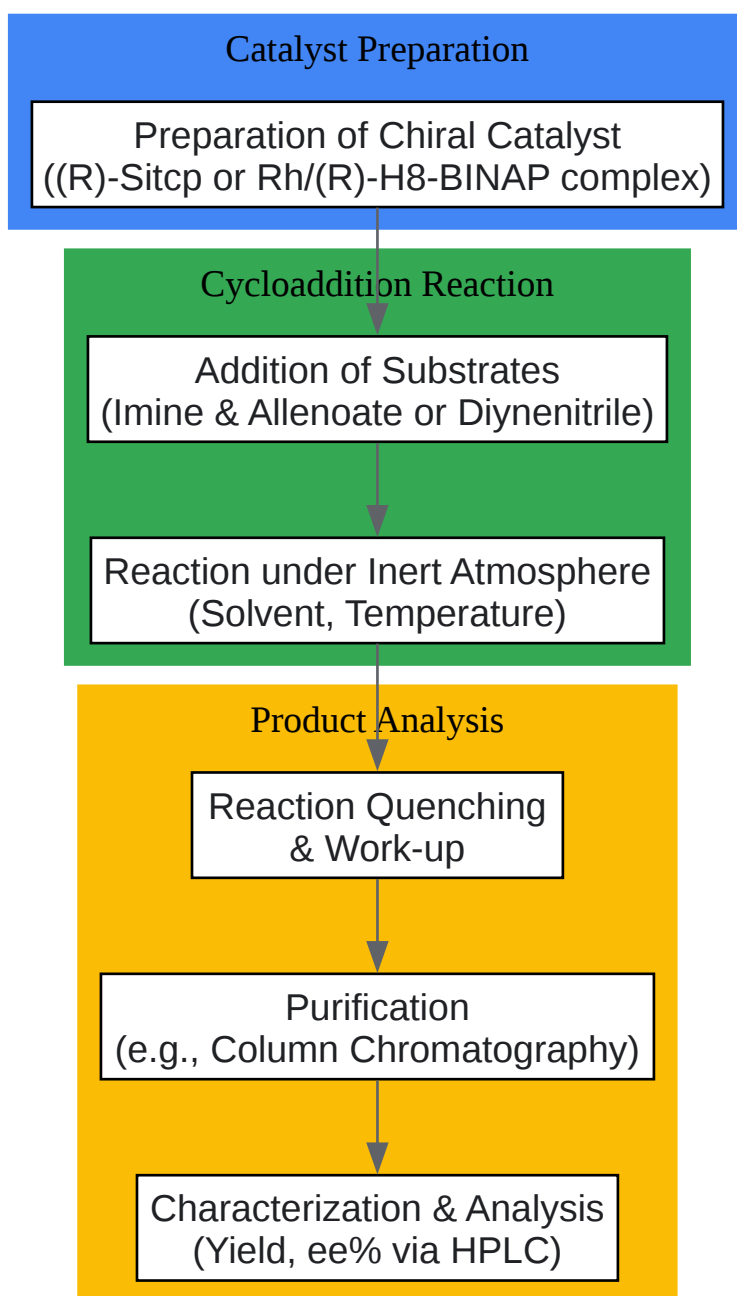 Catalyst Preparation
Preparation of Chiral Catalyst
((R)-Sitcp or Rh/(R)-H8-BINAP complex)
Cycloaddition Reaction
Addition of Substrates
(Imine & Allenoate or Diynenitrile)
Reaction under Inert Atmosphere
(Solvent, Temperature)
Product Analysis
Reaction Quenching
& Work-up
Purification
(e.g., Column Chromatography)
Characterization & Analysis
(Yield, ee% via HPLC)